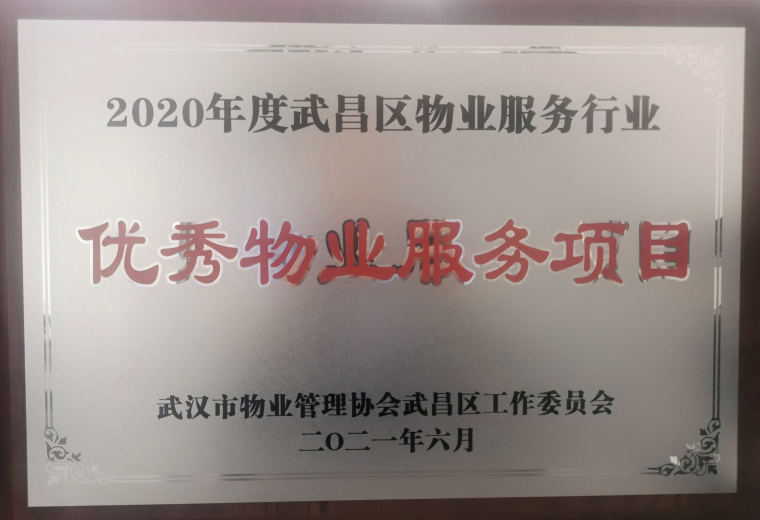 2020年度武昌区物业服务行业
优秀物业服务项目
武汉市物业管理协会武昌区工作委员会
二〇二一年六月